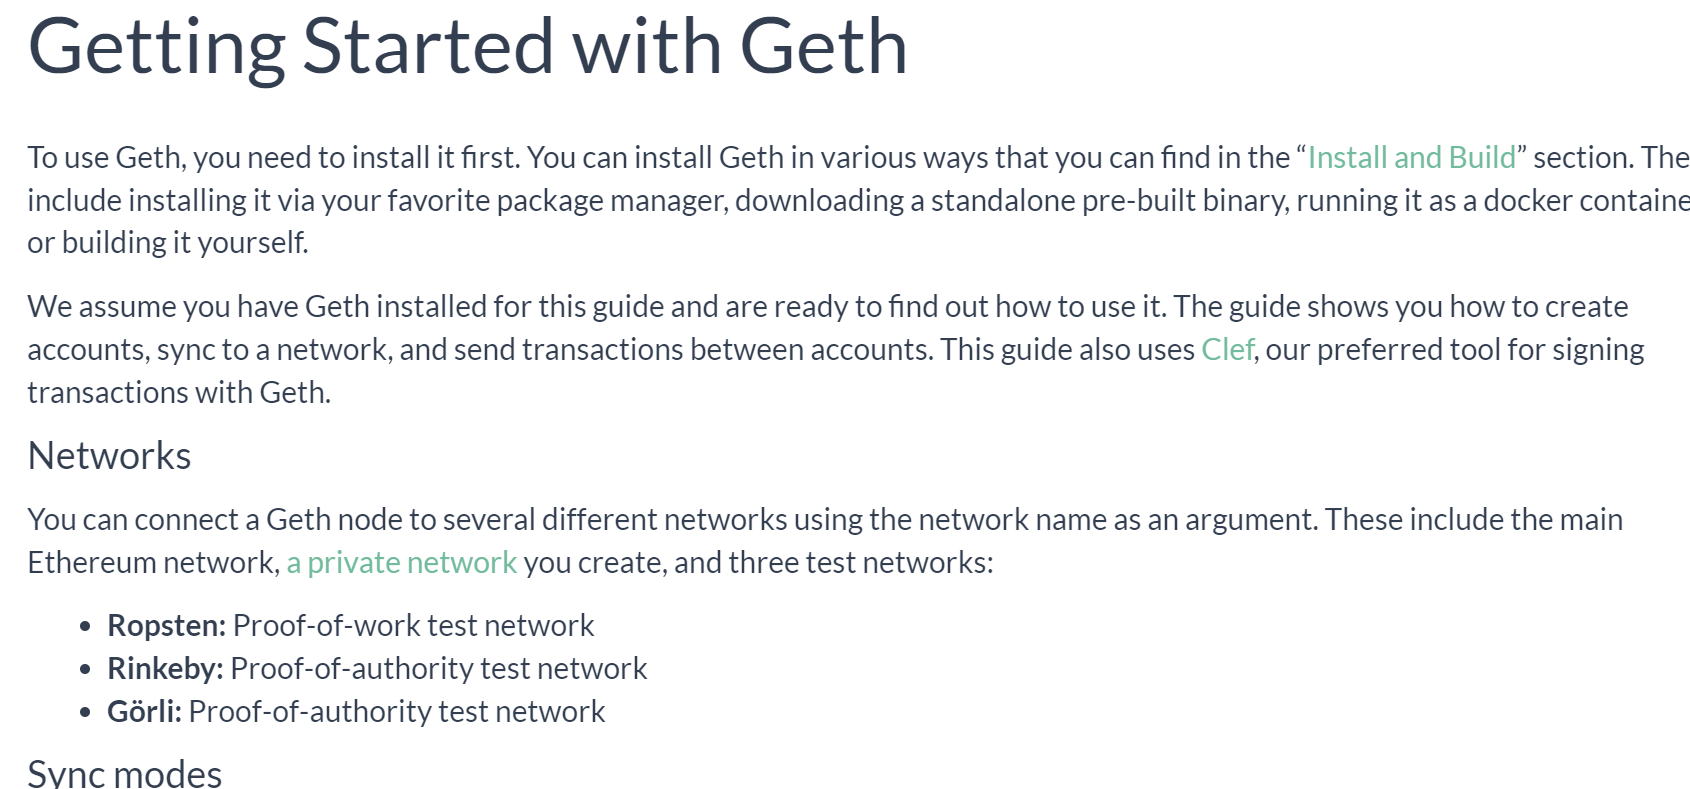 Getting Started with Geth
To use Geth, you need to install it first. You can install Geth in various ways that you can find in the “Install and Build” section. The
include installing it via your favorite package manager, downloading a standalone pre-built binary, running it as a docker containe
or building it yourself.
We assume you have Geth installed for this guide and are ready to find out how to use it. The guide shows you how to create
accounts, sync to a network, and send transactions between accounts. This guide also uses Clef, our preferred tool for signing
transactions with Geth.
Networks
You can connect a Geth node to several different networks using the network name as an argument. These include the main
Ethereum network, a private network you create, and three test networks:
• Ropsten: Proof-of-work test network
• Rinkeby: Proof-of-authority test network
• Görli: Proof-of-authority test network
Sync modes